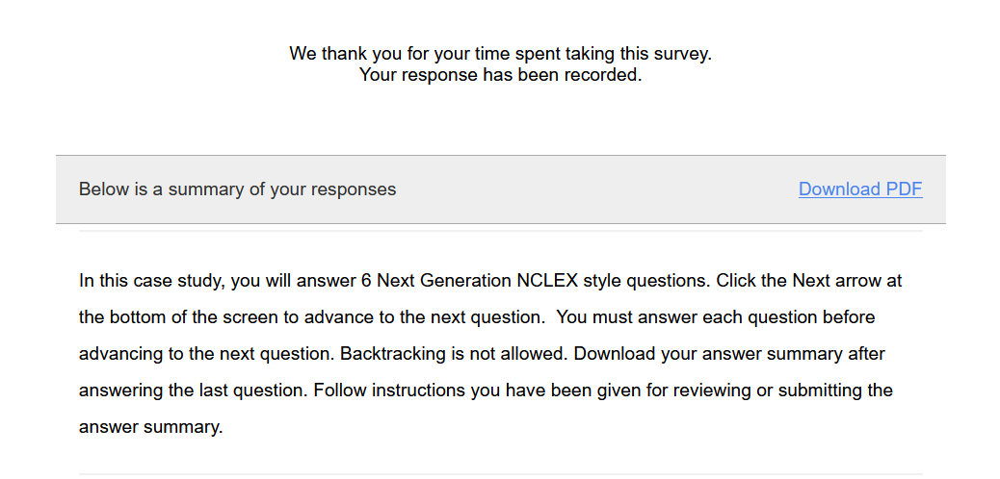 We thank you for your time spent taking this survey.
Your response has been recorded.
Below is a summary of your responses
Download PDF
In this case study, you will answer 6 Next Generation NCLEX style questions. Click the Next arrow at
the bottom of the screen to advance to the next question.  You must answer each question before
advancing to the next question. Backtracking is not allowed. Download your answer summary after
answering the last question. Follow instructions you have been given for reviewing or submitting the
answer summary.